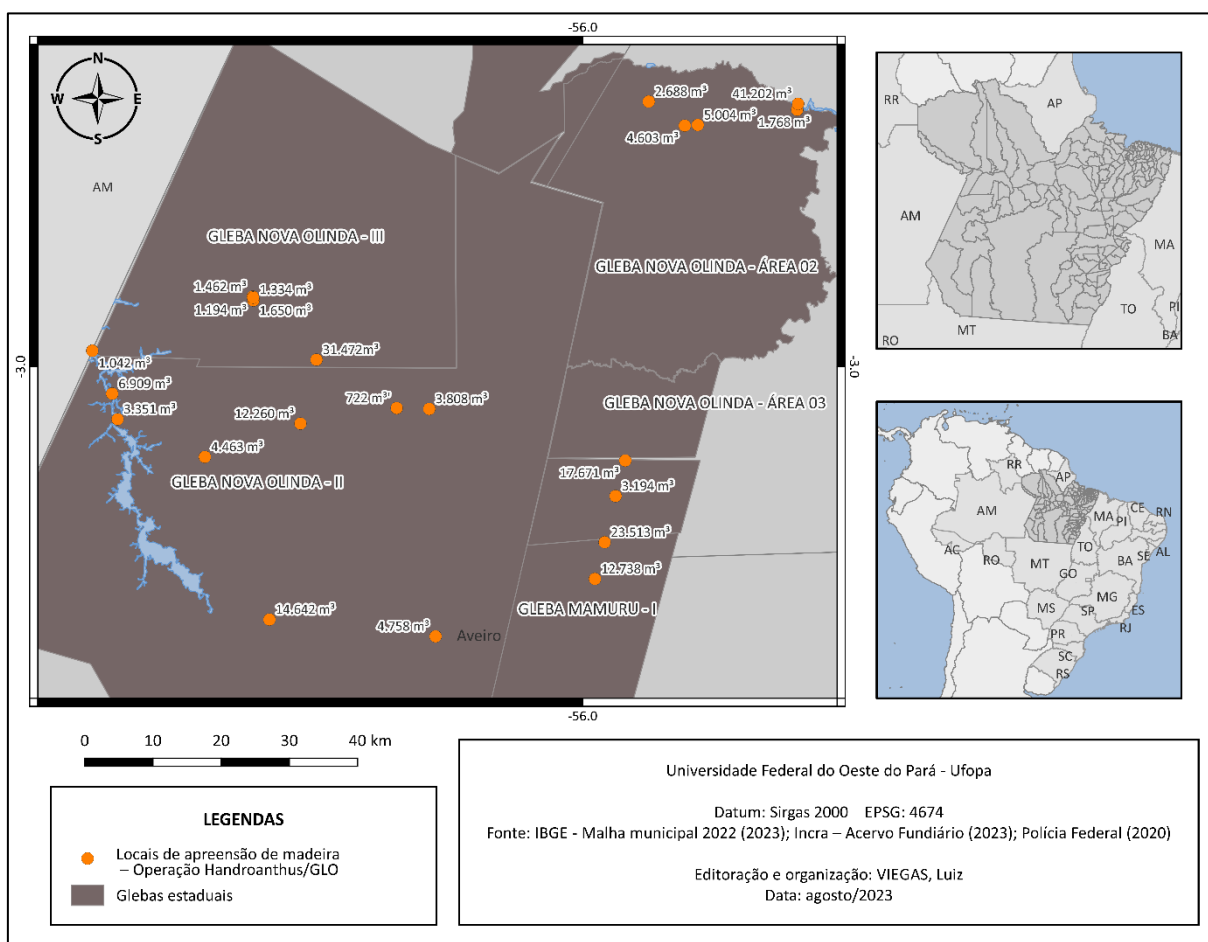 -56.0
N
W
E
S
AM
2.688 m³
41.202 m³
5.004 m³
1.768 m³
4.603 m³
GLEBA NOVA OLINDA - III
GLEBA NOVA OLINDA - ÁREA 02
1.462 m³
1.334 m³
1.194 m³
1.650 m³
31.472m³
1.042 m³
-3.0
-3.0
6.909 m³
722 m³
3.808 m³
GLEBA NOVA OLINDA - ÁREA 03
3.351 m³
12.260 m³
4.463 m³
17.671 m³
GLEBA NOVA OLINDA - II
3.194 m³
23.513 m³
12.738 m³
GLEBA MAMURU - I
14.642 m³
4.758 m³
Aveiro
-56.0
RR
AP
AM
MA
TO
PI
MT
BA
RO
RR
AP
AM
MA
CE
RN
PI
AC
RO
TO
SE
AL
MT
BA
GO
MG
MS
SP
ES
RJ
PR
SC
RS
0 10 20 30 40 km
LEGENDAS
Locais de apreensão de madeira
– Operação Handroanthus/GLO
Glebas estaduais
Universidade Federal do Oeste do Pará - Ufopa
Datum: Sirgas 2000 EPSG: 4674
Fonte: IBGE - Malha municipal 2022 (2023); Incra – Acervo Fundiário (2023); Polícia Federal (2020)
Editoração e organização: VIEGAS, Luiz
Data: agosto/2023